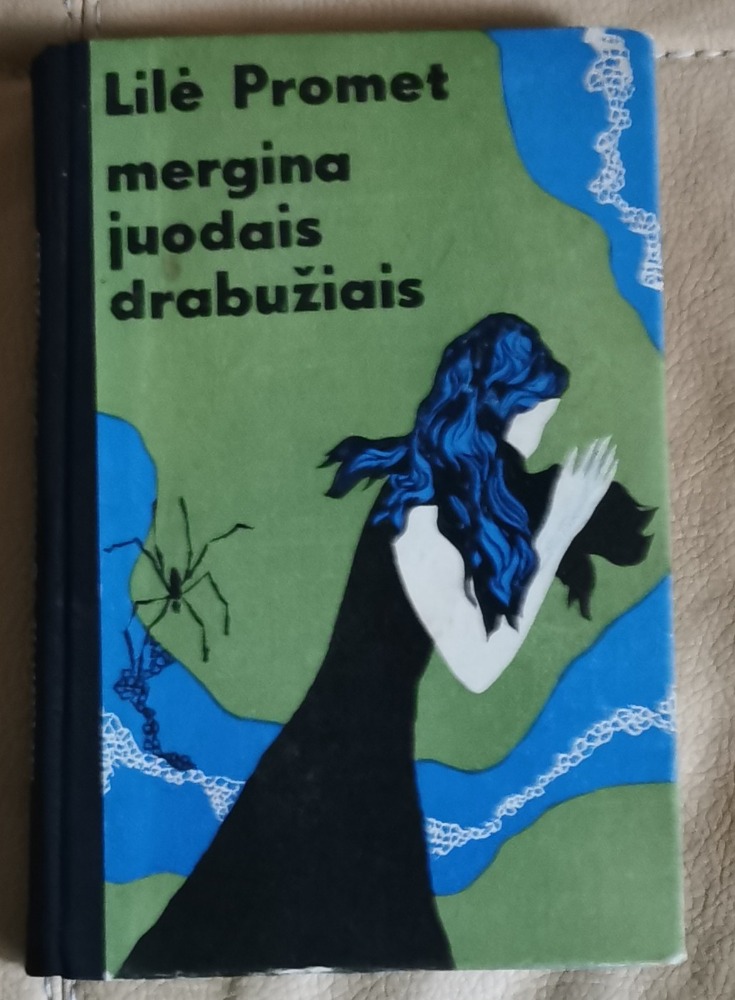 Lilė Promet
mergina
juodais
drabužiais